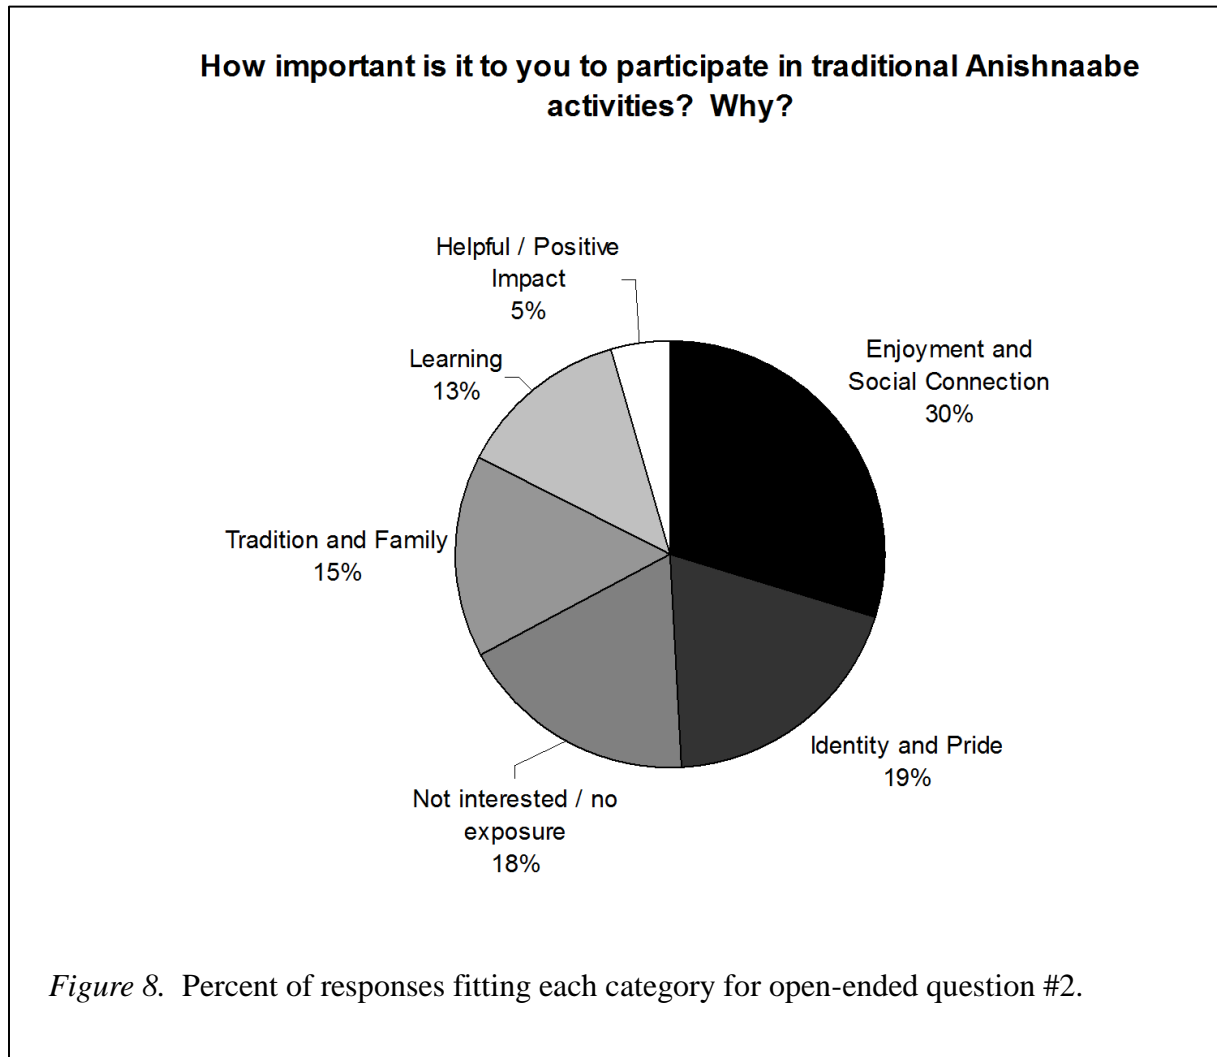 How important is it to you to participate in traditional Anishnaabe
activities?  Why?
Helpful / Positive
Impact
5%
Enjoyment and
Social Connection
30%
Learning
13%
Tradition and Family
15%
Identity and Pride
19%
Not interested / no
exposure
18%
Figure 8.  Percent of responses fitting each category for open-ended question #2.